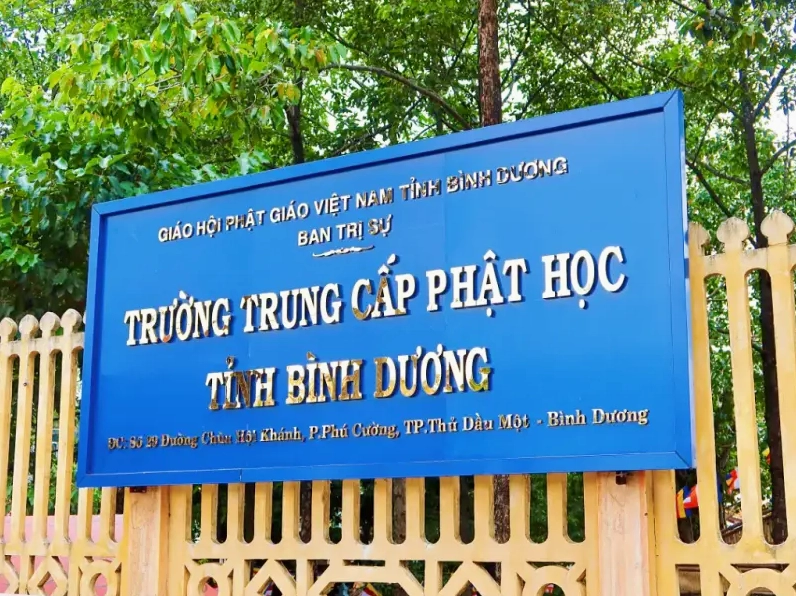 GIÁO HỘI PHẬT GIÁO VIỆT NAM TỈNH BÌNH DƯƠNG
BAN TRỊ SỰ
TRƯỜNG TRUNG CẤP PHẬT HỌC
TỈNH BÌNH DƯƠNG
ĐC: Số 29 Đường Chùa Hội Khánh, P.Phú Cường, TP.Thủ Dầu Một - Bình Dương